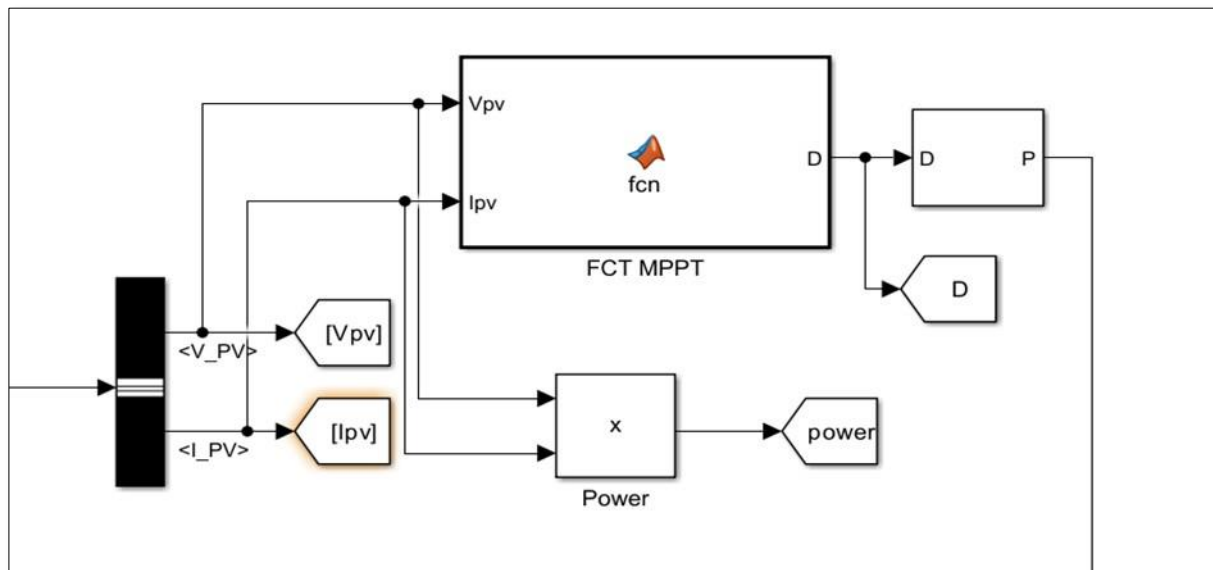 Vpv
fcn
D
Ipv
FCT MPPT
D
P
D
<V_PV>
[Vpv]
<I_PV>
[Ipv]
x
Power
power